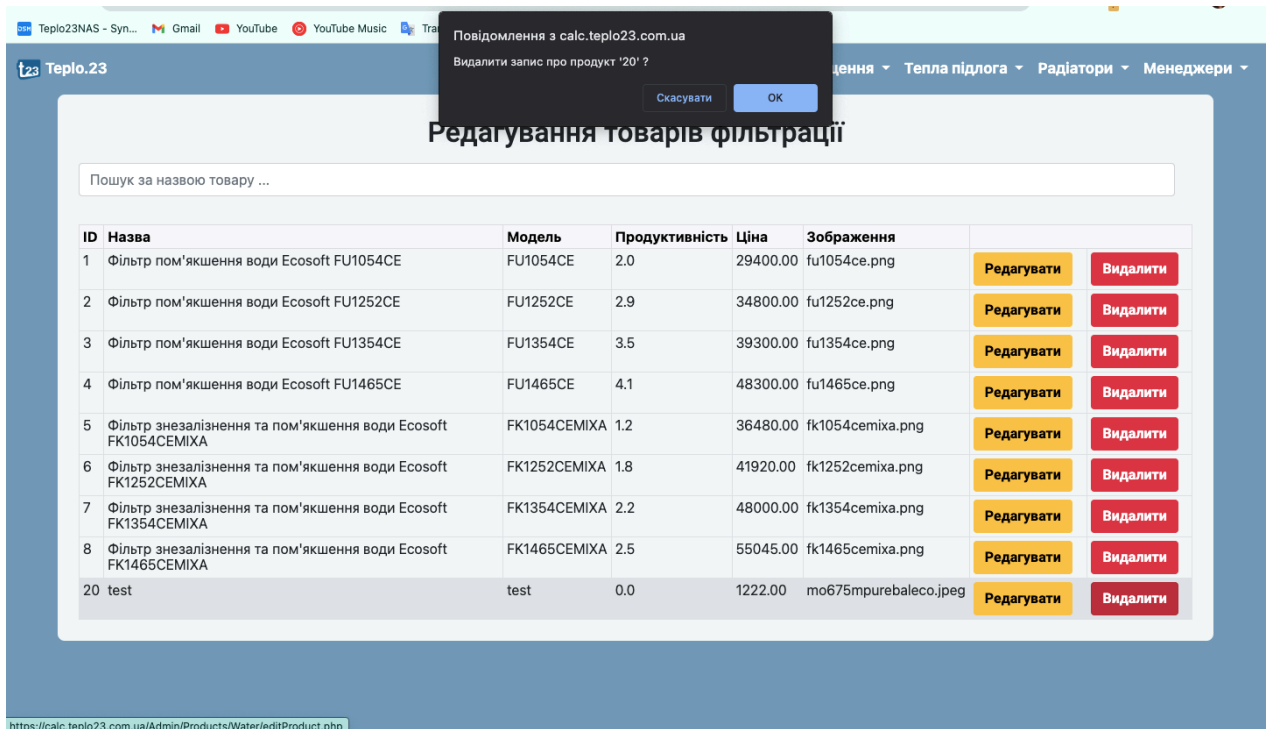 Teplo23NAS - Syn...
Gmail
YouTube
YouTube Music
Повідомлення з calc.teplo23.com.ua
Видалити запис про продукт '20' ?
Скасувати
OK
t23 Teplo.23
Тепла підлога
Радіатори
Менеджери
Редагування товарів фільтрації
Пошук за назвою товару ...
ID Назва Модель Продуктивність Ціна Зображення
1 Фільтр пом'якшення води Ecosoft FU1054CE FU1054CE 2.0 29400.00 fu1054ce.png Редагувати Видалити
2 Фільтр пом'якшення води Ecosoft FU1252CE FU1252CE 2.9 34800.00 fu1252ce.png Редагувати Видалити
3 Фільтр пом'якшення води Ecosoft FU1354CE FU1354CE 3.5 39300.00 fu1354ce.png Редагувати Видалити
4 Фільтр пом'якшення води Ecosoft FU1465CE FU1465CE 4.1 48300.00 fu1465ce.png Редагувати Видалити
5 Фільтр знезалізнення та пом'якшення води Ecosoft FK1054CEMIXA 1.2 36480.00 fk1054cemixa.png Редагувати Видалити
FK1054CEMIXA
6 Фільтр знезалізнення та пом'якшення води Ecosoft FK1252CEMIXA 1.8 41920.00 fk1252cemixa.png Редагувати Видалити
FK1252CEMIXA
7 Фільтр знезалізнення та пом'якшення води Ecosoft FK1354CEMIXA 2.2 48000.00 fk1354cemixa.png Редагувати Видалити
FK1354CEMIXA
8 Фільтр знезалізнення та пом'якшення води Ecosoft FK1465CEMIXA 2.5 55045.00 fk1465cemixa.png Редагувати Видалити
FK1465CEMIXA
20 test test 0.0 1222.00 mo675mpurebaleco.jpeg Редагувати Видалити
https://calc.teplo23.com.ua/Admin/Products/Water/editProduct.php